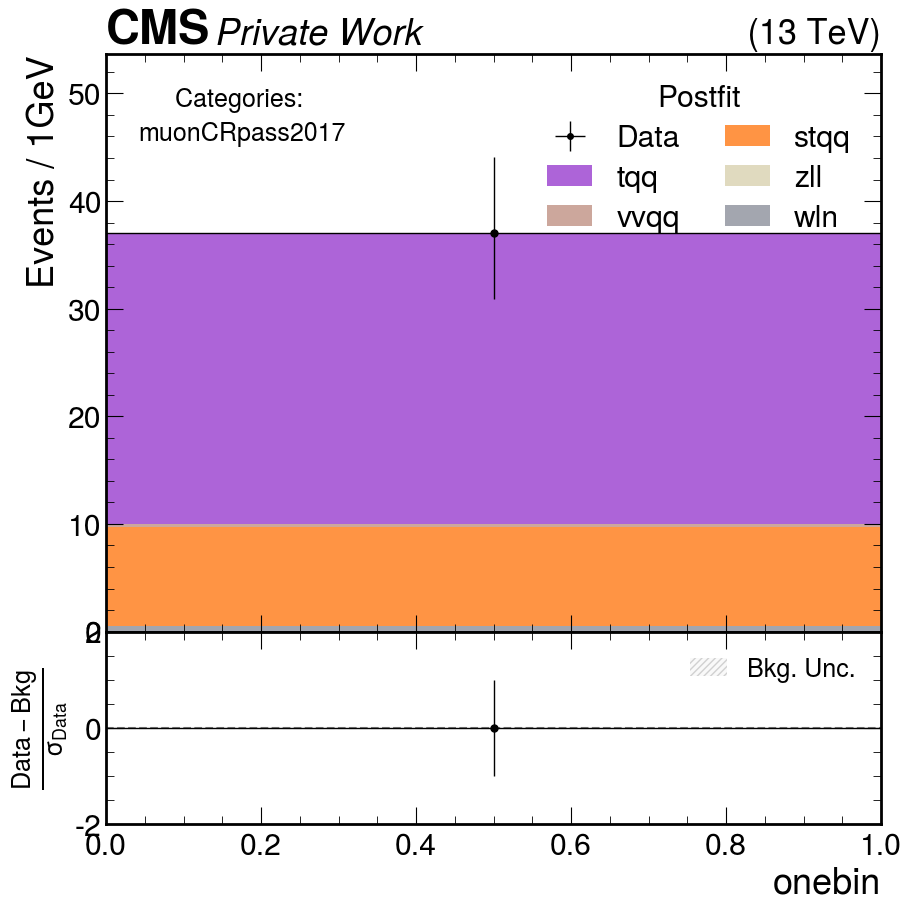 CMS Private Work (13 TeV)
Events / 1GeV
50
40
30
20
10
0
Categories:
muonCRpass2017
Postfit
Data stqq
tqq zll
vvqq wln
Data – Bkg
σData
2
0
-2
Bkg. Unc.
0.0 0.2 0.4 0.6 0.8 1.0
onebin